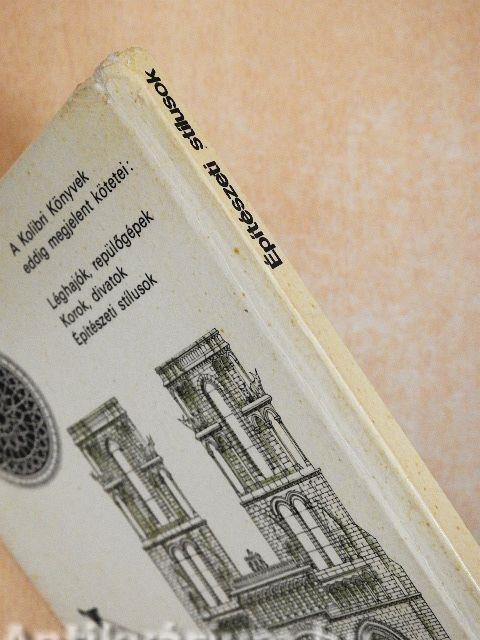 Építészeti stílusok
A Kolibri Könyvek
eddig megjelent kötetei:
Léghajók, repülőgépek
Korok, divatok
Építészeti stílusok